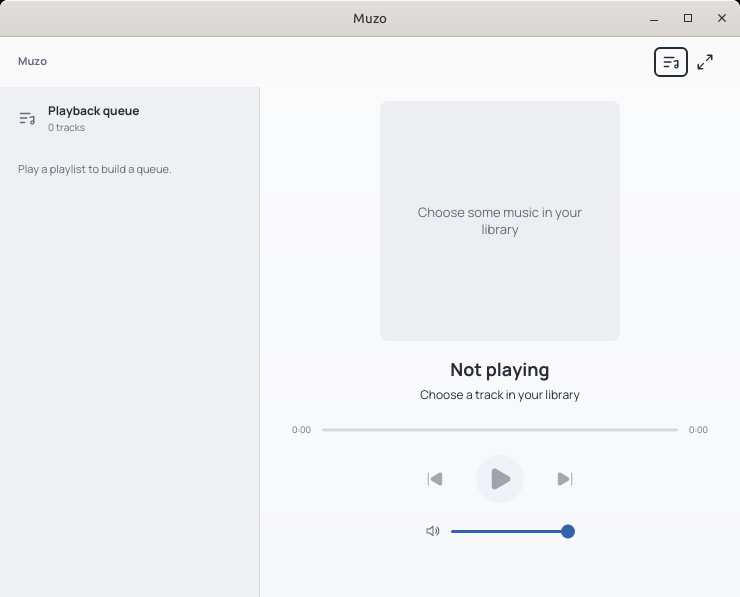 Muzo
Muzo
Playback queue
0 tracks
Play a playlist to build a queue.
Choose some music in your
library
Not playing
Choose a track in your library
0:00
0:00